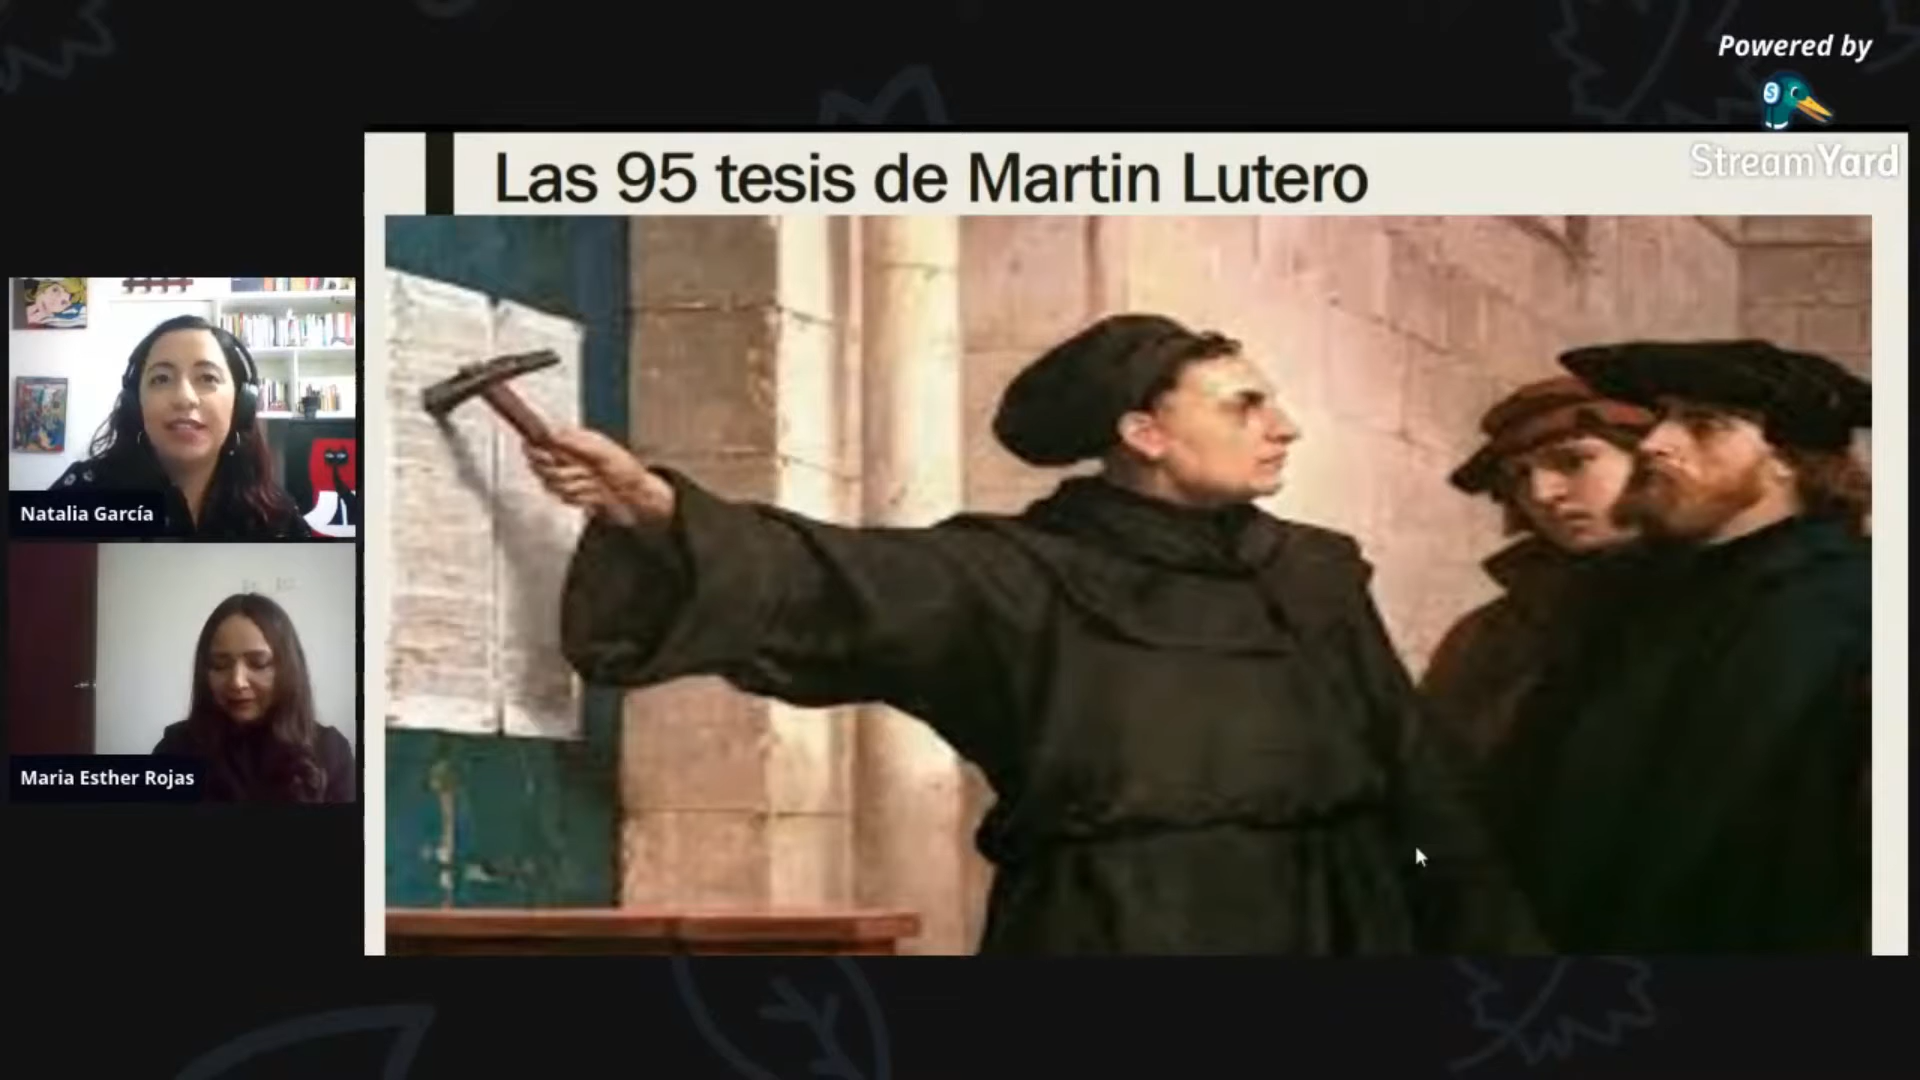 Powered by
StreamYard
Las 95 tesis de Martin Lutero
Natalia García
Maria Esther Rojas